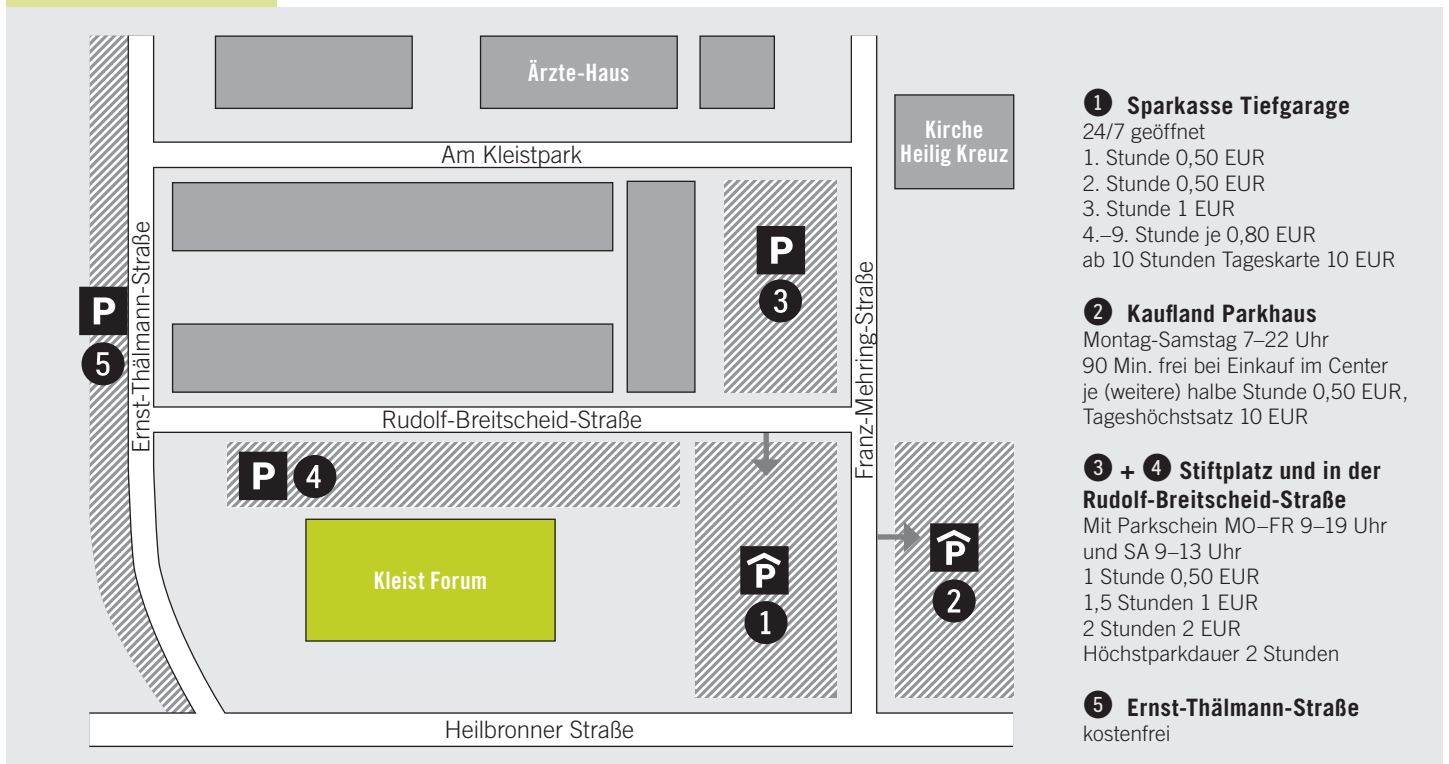 Ärzte-Haus
Kirche
Heilig Kreuz
Am Kleistpark
Ernst-Thälmann-Straße
P
5
P
3
Franz-Mehring-Straße
Rudolf-Breitscheid-Straße
P 4
Kleist Forum
P
1
P
2
Heilbronner Straße
1 Sparkasse Tiefgarage
24/7 geöffnet
1. Stunde 0,50 EUR
2. Stunde 0,50 EUR
3. Stunde 1 EUR
4.–9. Stunde je 0,80 EUR
ab 10 Stunden Tageskarte 10 EUR
2 Kaufland Parkhaus
Montag-Samstag 7–22 Uhr
90 Min. frei bei Einkauf im Center
je (weitere) halbe Stunde 0,50 EUR,
Tageshöchstsatz 10 EUR
3 + 4 Stiftplatz und in der
Rudolf-Breitscheid-Straße
Mit Parkschein MO–FR 9–19 Uhr
und SA 9–13 Uhr
1 Stunde 0,50 EUR
1,5 Stunden 1 EUR
2 Stunden 2 EUR
Höchstparkdauer 2 Stunden
5 Ernst-Thälmann-Straße
kostenfrei